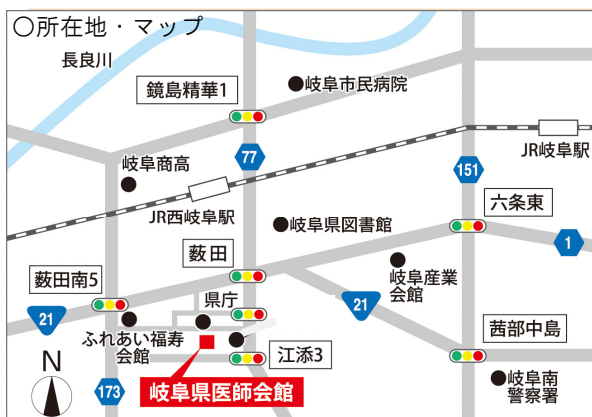 〇所在地・マップ
長良川
鏡島精華1
岐阜市民病院
77
JR岐阜駅
岐阜商高
151
JR西岐阜駅
六条東
岐阜県図書館
1
薮田
岐阜産業
会館
薮田南5
21
県庁
21
ふれあい福寿
会館
江添3
茜部中島
N
173
岐阜県医師会館
岐阜南
警察署